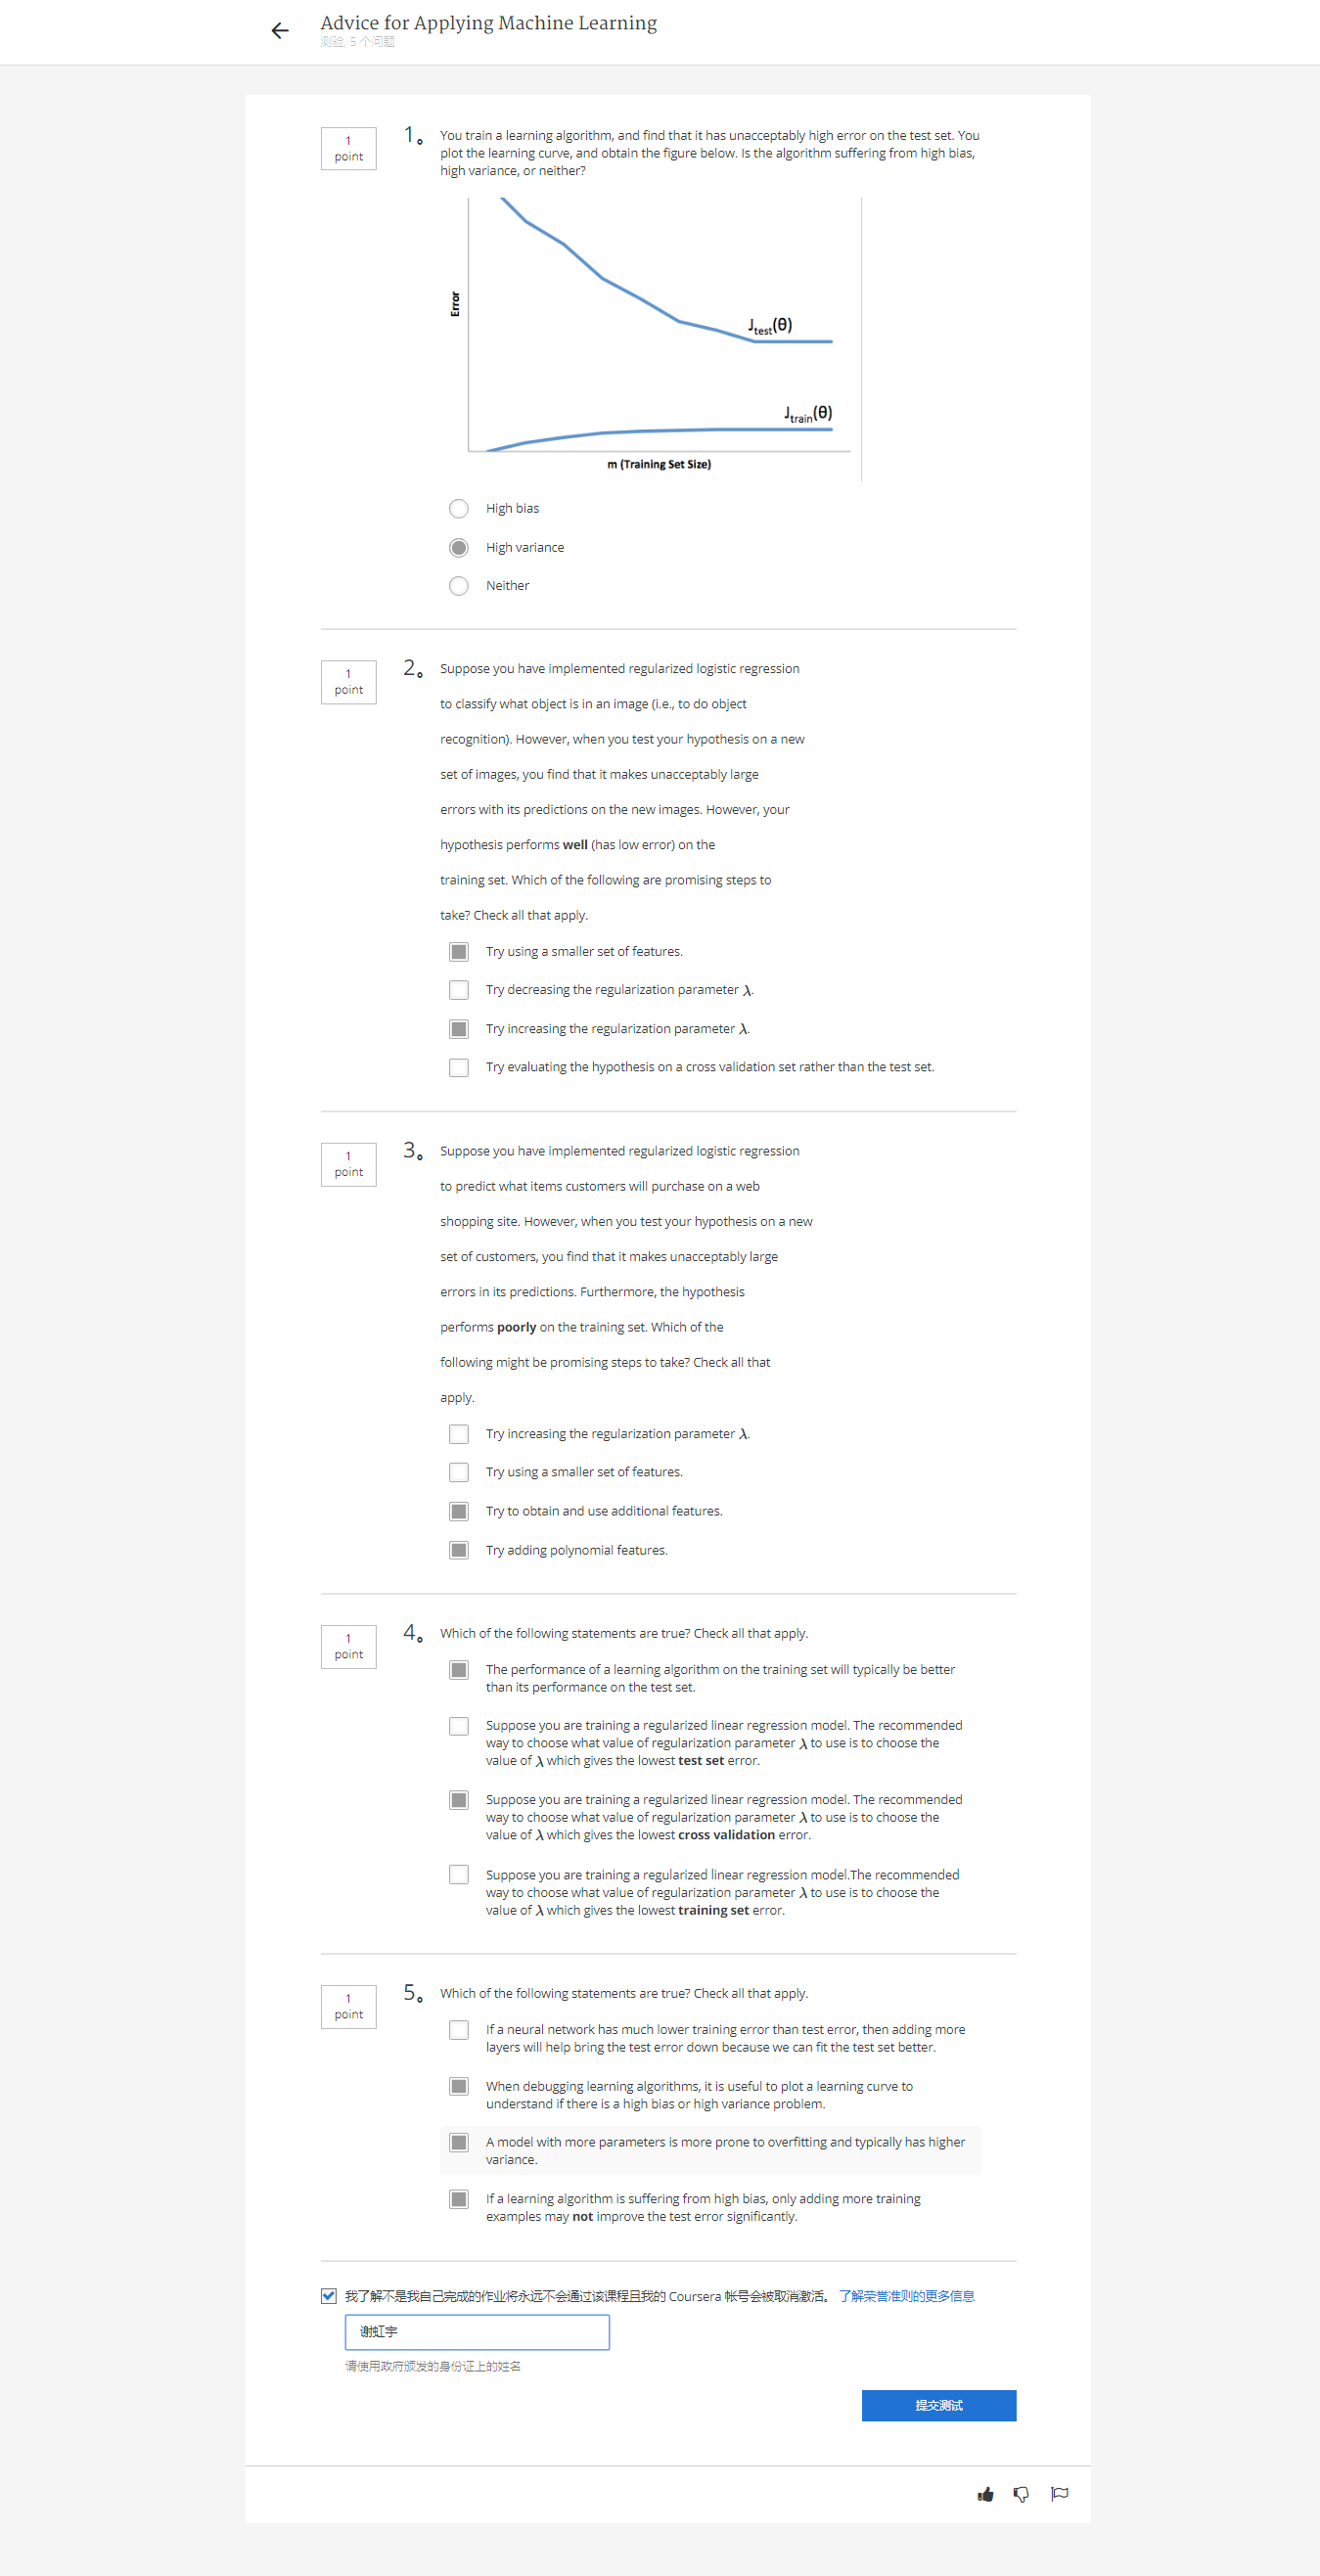 Advice for Applying Machine Learning
测验, 5 个问题
1
point
1。
You train a learning algorithm, and find that it has unacceptably high error on the test set. You
plot the learning curve, and obtain the figure below. Is the algorithm suffering from high bias,
high variance, or neither?
Error
Jtest(θ)
Jtrain(θ)
m (Training Set Size)
High bias
High variance
Neither
1
point
2。
Suppose you have implemented regularized logistic regression
to classify what object is in an image (i.e., to do object
recognition). However, when you test your hypothesis on a new
set of images, you find that it makes unacceptably large
errors with its predictions on the new images. However, your
hypothesis performs well (has low error) on the
training set. Which of the following are promising steps to
take? Check all that apply.
Try using a smaller set of features.
Try decreasing the regularization parameter λ.
Try increasing the regularization parameter λ.
Try evaluating the hypothesis on a cross validation set rather than the test set.
1
point
3。
Suppose you have implemented regularized logistic regression
to predict what items customers will purchase on a web
shopping site. However, when you test your hypothesis on a new
set of customers, you find that it makes unacceptably large
errors in its predictions. Furthermore, the hypothesis
performs poorly on the training set. Which of the
following might be promising steps to take? Check all that
apply.
Try increasing the regularization parameter λ.
Try using a smaller set of features.
Try to obtain and use additional features.
Try adding polynomial features.
1
point
4。
Which of the following statements are true? Check all that apply.
The performance of a learning algorithm on the training set will typically be better
than its performance on the test set.
Suppose you are training a regularized linear regression model. The recommended
way to choose what value of regularization parameter λ to use is to choose the
value of λ which gives the lowest test set error.
Suppose you are training a regularized linear regression model. The recommended
way to choose what value of regularization parameter λ to use is to choose the
value of λ which gives the lowest cross validation error.
Suppose you are training a regularized linear regression model.The recommended
way to choose what value of regularization parameter λ to use is to choose the
value of λ which gives the lowest training set error.
1
point
5。
Which of the following statements are true? Check all that apply.
If a neural network has much lower training error than test error, then adding more
layers will help bring the test error down because we can fit the test set better.
When debugging learning algorithms, it is useful to plot a learning curve to
understand if there is a high bias or high variance problem.
A model with more parameters is more prone to overfitting and typically has higher
variance.
If a learning algorithm is suffering from high bias, only adding more training
examples may not improve the test error significantly.
我了解不是我自己完成的作业将永远不会通过该课程且我的 Coursera 帐号会被取消激活。 了解荣誉准则的更多信息
谢虹宇
请使用政府颁发的身份证上的姓名
提交测试